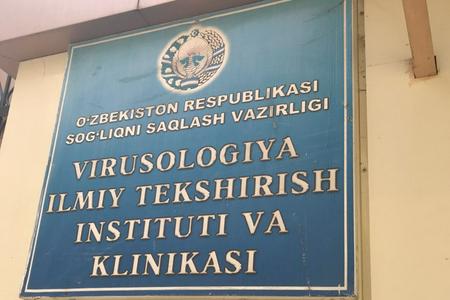 O‘ZBEKISTON RESPUBLIKASI
SOG‘LIQNI SAQLASH VAZIRLIGI
VIRUSOLOGIYA
ILMIY TEKSHIRISH
INSTITUTI VA
KLINIKASI